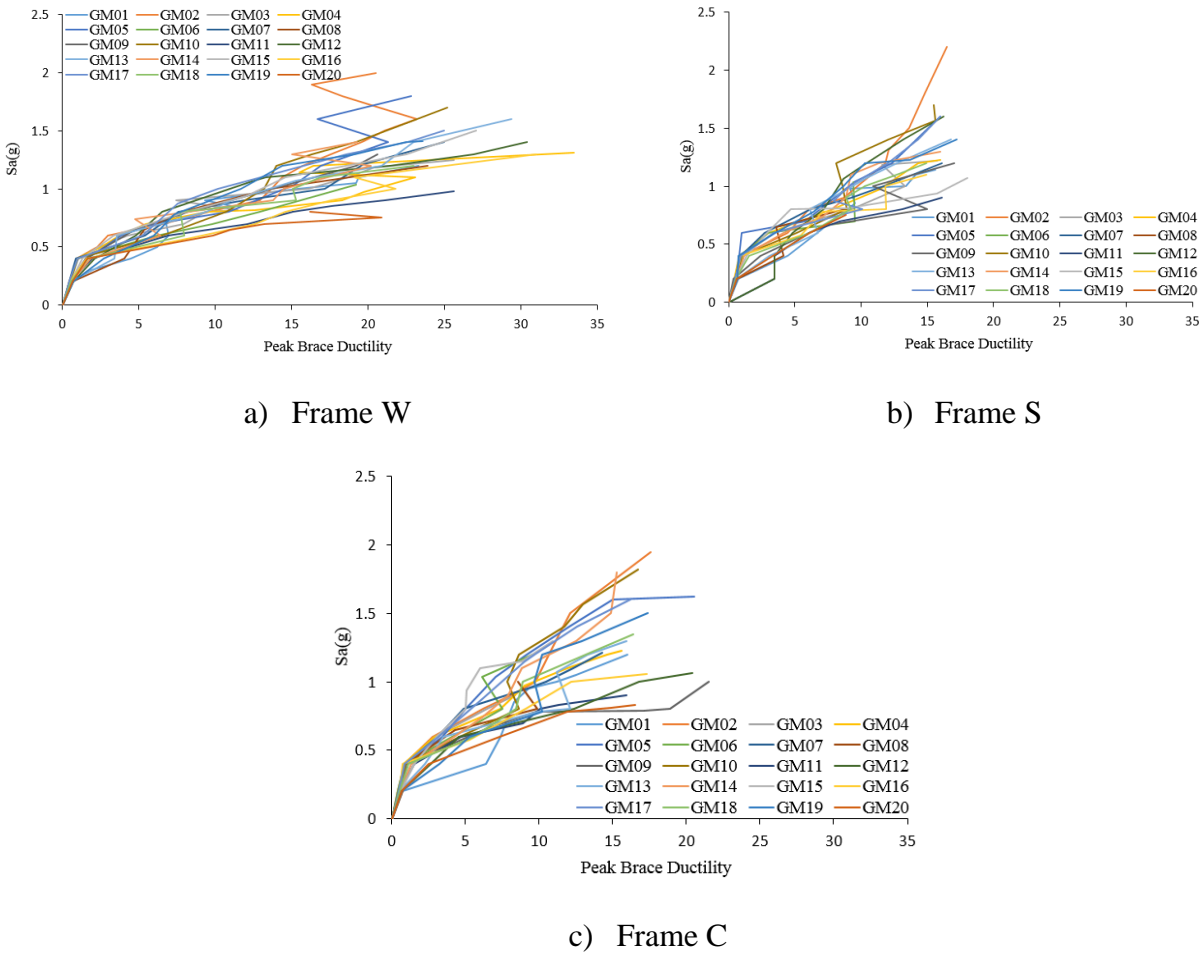 2.5
2
1.5
1
0.5
0
Sa(g)
GM01 GM02 GM03 GM04
GM05 GM06 GM07 GM08
GM09 GM10 GM11 GM12
GM13 GM14 GM15 GM16
GM17 GM18 GM19 GM20
0 5 10 15 20 25 30 35
Peak Brace Ductility
a) Frame W
2.5
2
1.5
1
0.5
0
Sa(g)
GM01 GM02 GM03 GM04
GM05 GM06 GM07 GM08
GM09 GM10 GM11 GM12
GM13 GM14 GM15 GM16
GM17 GM18 GM19 GM20
0 5 10 15 20 25 30 35
Peak Brace Ductility
b) Frame S
2.5
2
1.5
1
0.5
0
Sa(g)
GM01 GM02 GM03 GM04
GM05 GM06 GM07 GM08
GM09 GM10 GM11 GM12
GM13 GM14 GM15 GM16
GM17 GM18 GM19 GM20
0 5 10 15 20 25 30 35
Peak Brace Ductility
c) Frame C